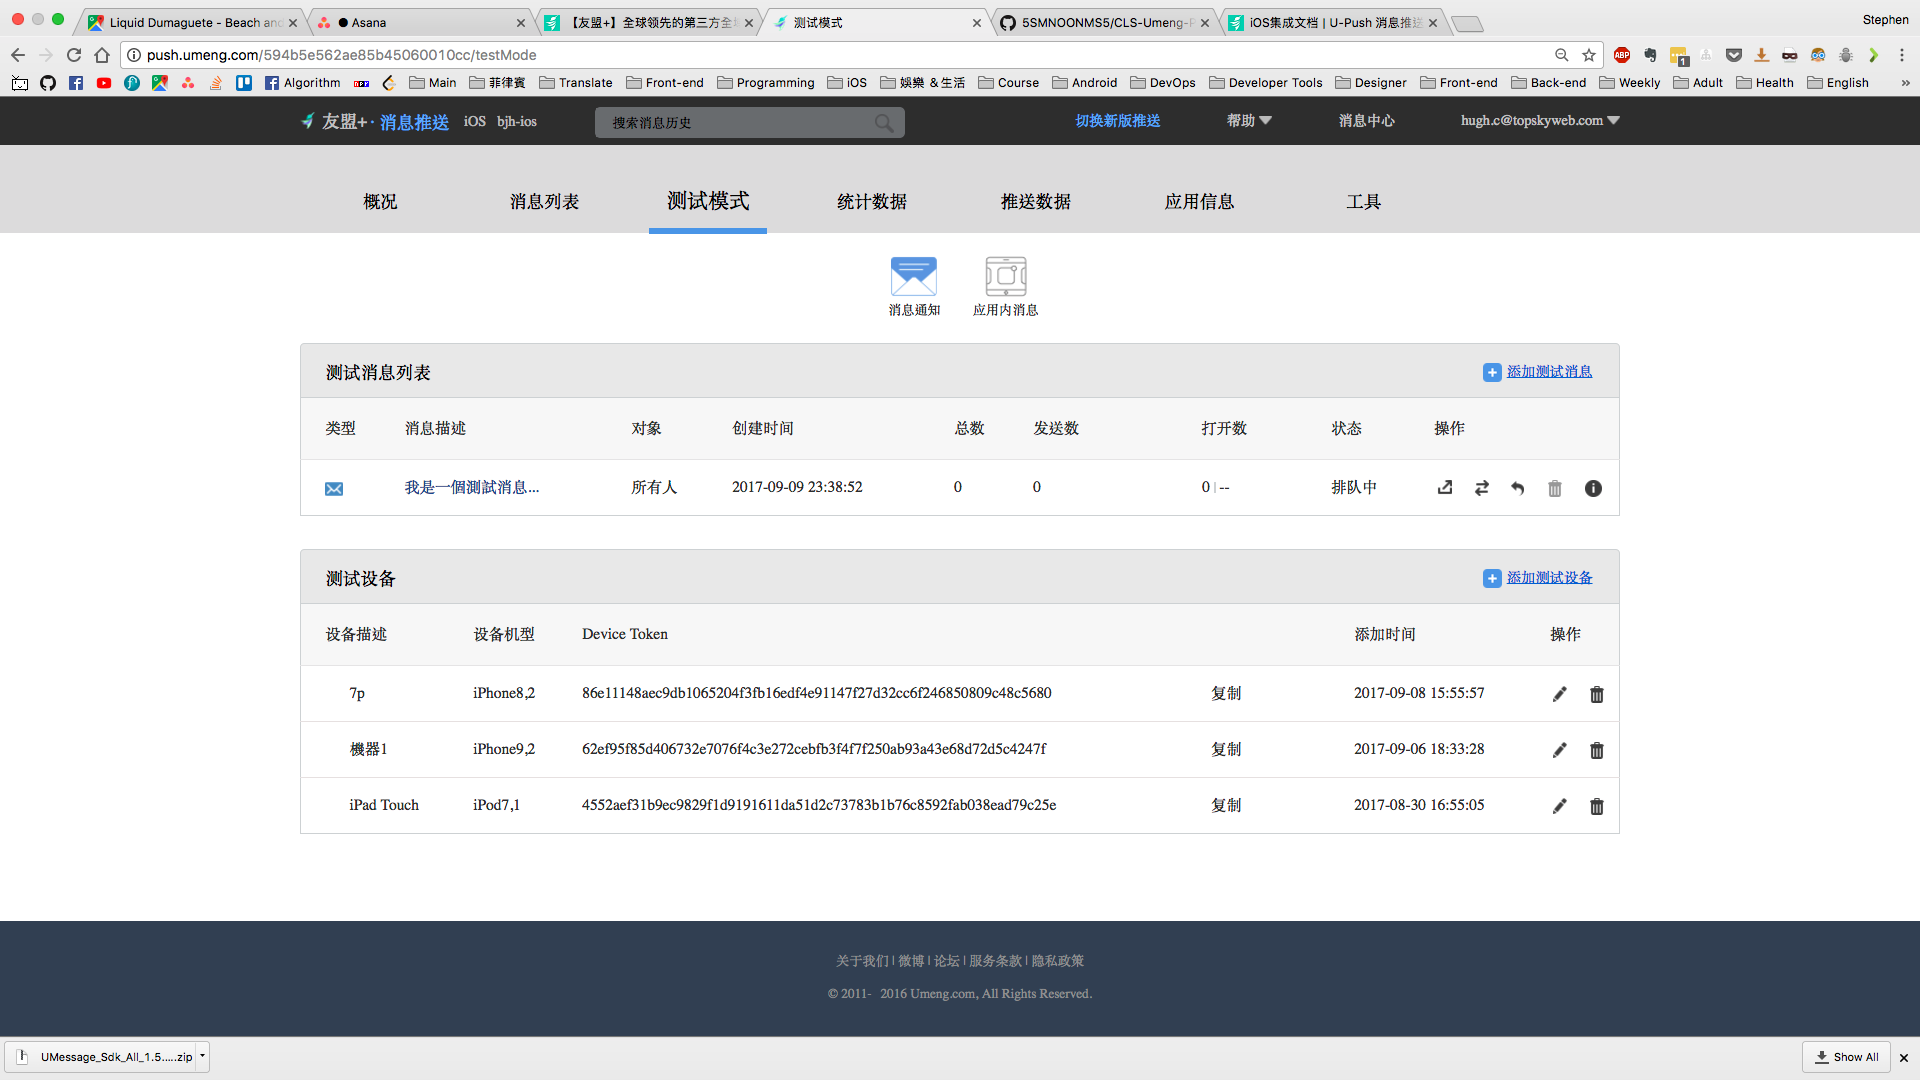 Liquid Dumaguete - Beach and
Asana
【友盟+】全球领先的第三方全域
测试模式
5SMNOONMS5/CLS-Umeng-P
iOS集成文档 | U-Push 消息推送
Stephen
push.umeng.com/594b5e562ae85b45060010cc/testMode
Algorithm
Main
菲律賓
Translate
Front-end
Programming
iOS
娛樂 & 生活
Course
Android
DevOps
Developer Tools
Designer
Front-end
Back-end
Weekly
Adult
Health
English
»
友盟+· 消息推送 iOS bjh-ios
搜索消息历史
切换新版推送
帮助
消息中心
hugh.c@topskyweb.com
概况
消息列表
测试模式
统计数据
推送数据
应用信息
工具
消息通知
应用内消息
测试消息列表
添加测试消息
类型 消息描述 对象 创建时间 总数 发送数 打开数 状态 操作
我是一個測試消息... 所有人 2017-09-09 23:38:52 0 0 0 | -- 排队中
测试设备
添加测试设备
设备描述 设备机型 Device Token 添加时间 操作
7p iPhone8,2 86e11148aec9db1065204f3fb16edf4e91147f27d32cc6f246850809c48c5680 复制 2017-09-08 15:55:57
機器1 iPhone9,2 62ef95f85d406732e7076f4c3e272cebfb3f4f7f250ab93a43e68d72d5c4247f 复制 2017-09-06 18:33:28
iPad Touch iPod7,1 4552aef31b9ec9829f1d9191611da51d2c73783b1b76c8592fab038ead79c25e 复制 2017-08-30 16:55:05
关于我们 | 微博 | 论坛 | 服务条款 | 隐私政策
© 2011- 2016 Umeng.com, All Rights Reserved.
UMessage_Sdk_All_1.5.....zip
Show All